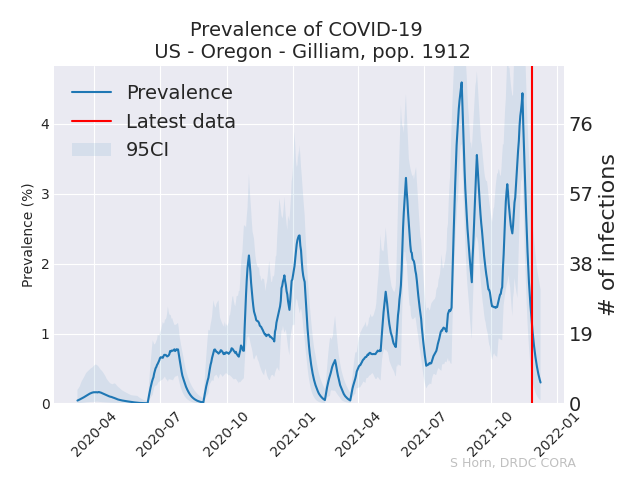 Prevalence of COVID-19
US - Oregon - Gilliam, pop. 1912
Prevalence
Latest data
95CI
Prevalence (%)
4
3
2
1
0
76
57
38
19
0
# of infections
2020-04
2020-07
2020-10
2021-01
2021-04
2021-07
2021-10
2022-01
S Horn, DRDC CORA